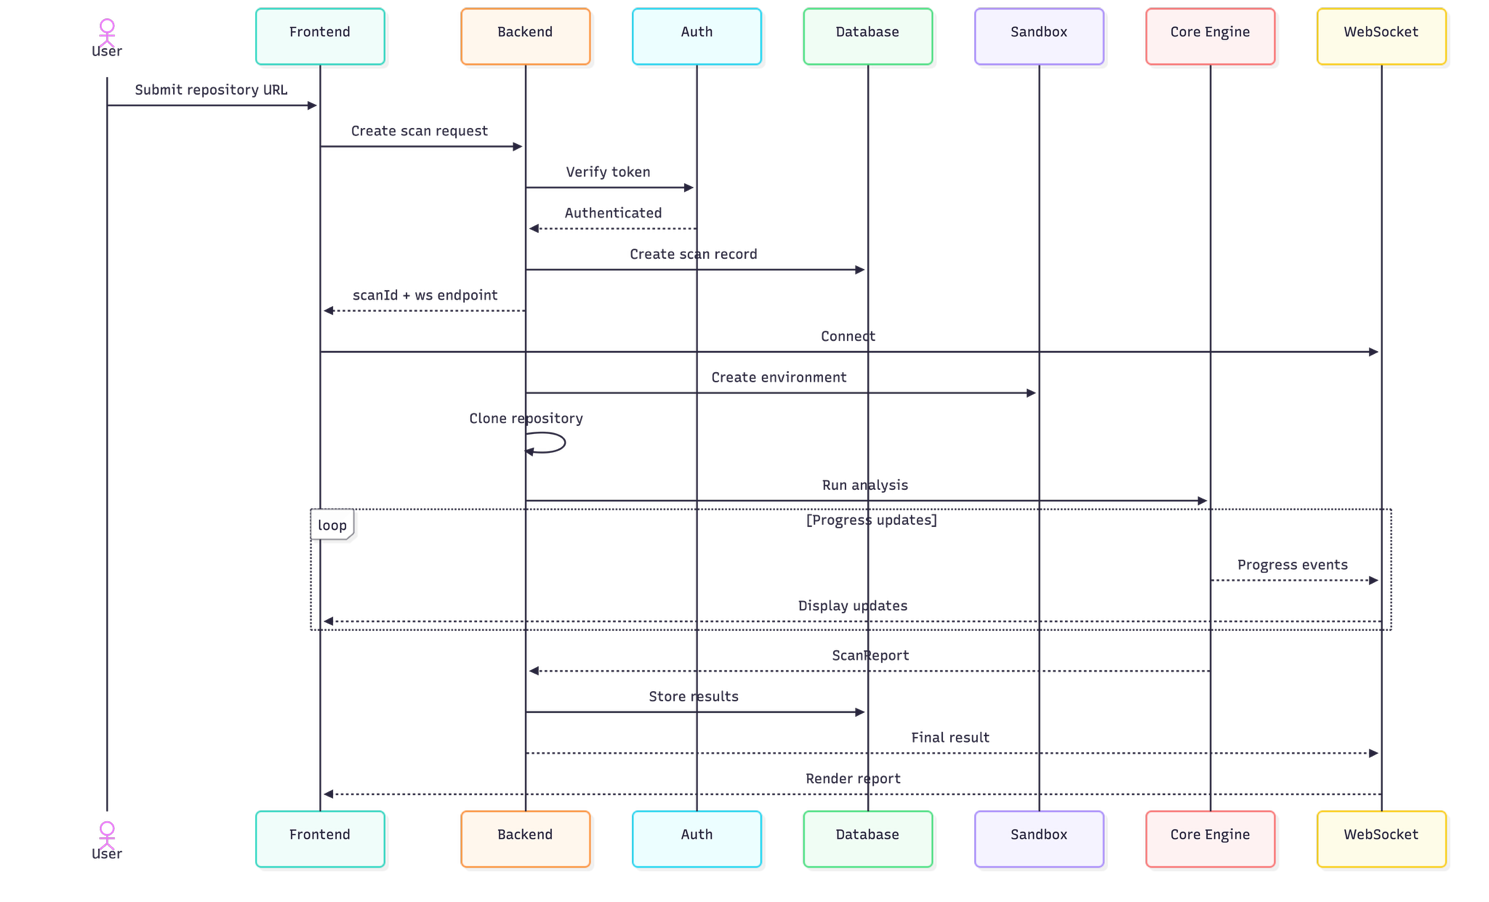 User
Frontend
Backend
Auth
Database
Sandbox
Core Engine
WebSocket
Submit repository URL
Create scan request
Verify token
Authenticated
Create scan record
scanId + ws endpoint
Connect
Create environment
Clone repository
Run analysis
loop
[Progress updates]
Progress events
Display updates
ScanReport
Store results
Final result
Render report
User
Frontend
Backend
Auth
Database
Sandbox
Core Engine
WebSocket